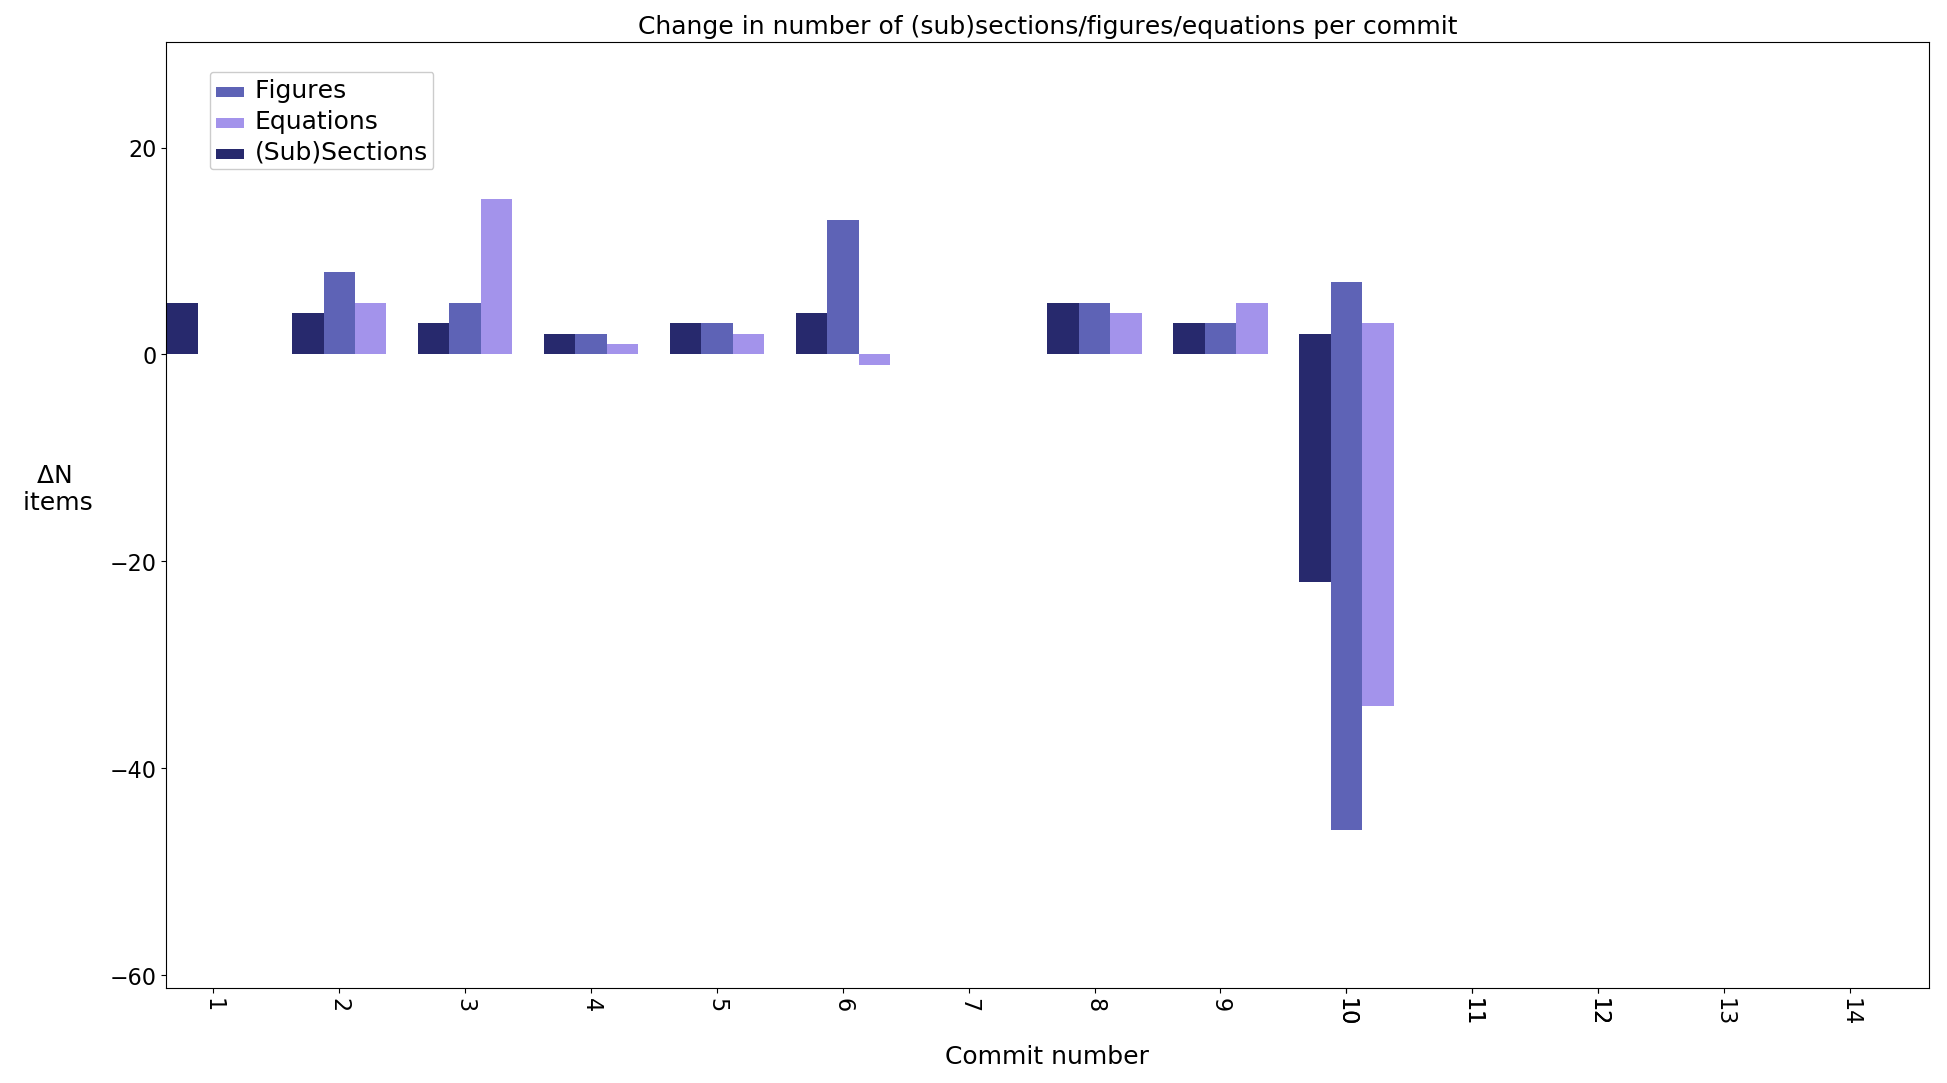 Change in number of (sub)sections/figures/equations per commit
Figures
Equations
(Sub)Sections
20
0
−20
−40
−60
ΔN
items
1 2 3 4 5 6 7 8 9 10 11 12 13 14
Commit number